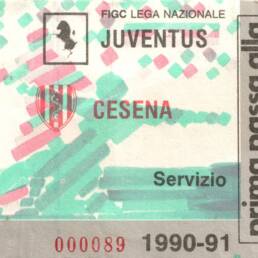 FIGC LEGA NAZIONALE
JUVENTUS
CESENA
Servizio
000089 1990-91
prima passa alla